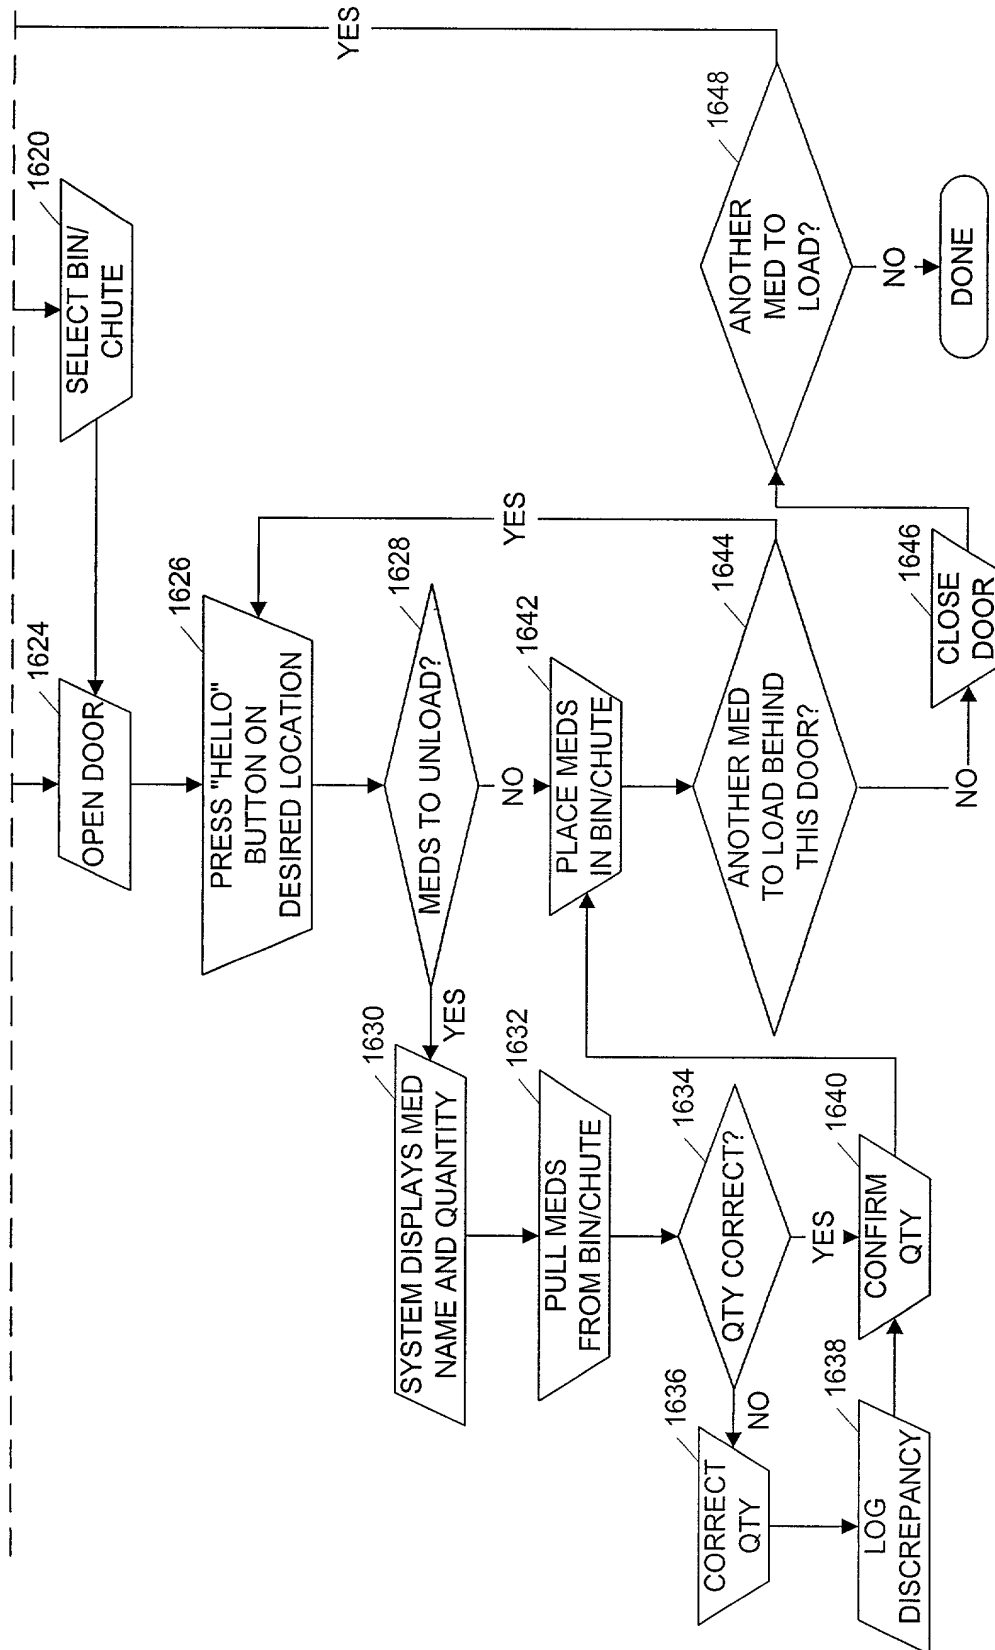 1620
SELECT BIN/
CHUTE
1624
OPEN DOOR
1626
PRESS "HELLO"
BUTTON ON
DESIRED LOCATION
1628
MEDS TO UNLOAD?
YES
NO
1630
SYSTEM DISPLAYS MED
NAME AND QUANTITY
1632
PULL MEDS
FROM BIN/CHUTE
1634
QTY CORRECT?
NO
YES
1636
CORRECT
QTY
1638
LOG
DISCREPANCY
1640
CONFIRM
QTY
1642
PLACE MEDS
IN BIN/CHUTE
1644
ANOTHER MED
TO LOAD BEHIND
THIS DOOR?
YES
NO
1646
CLOSE
DOOR
1648
ANOTHER
MED TO
LOAD?
YES
NO
DONE